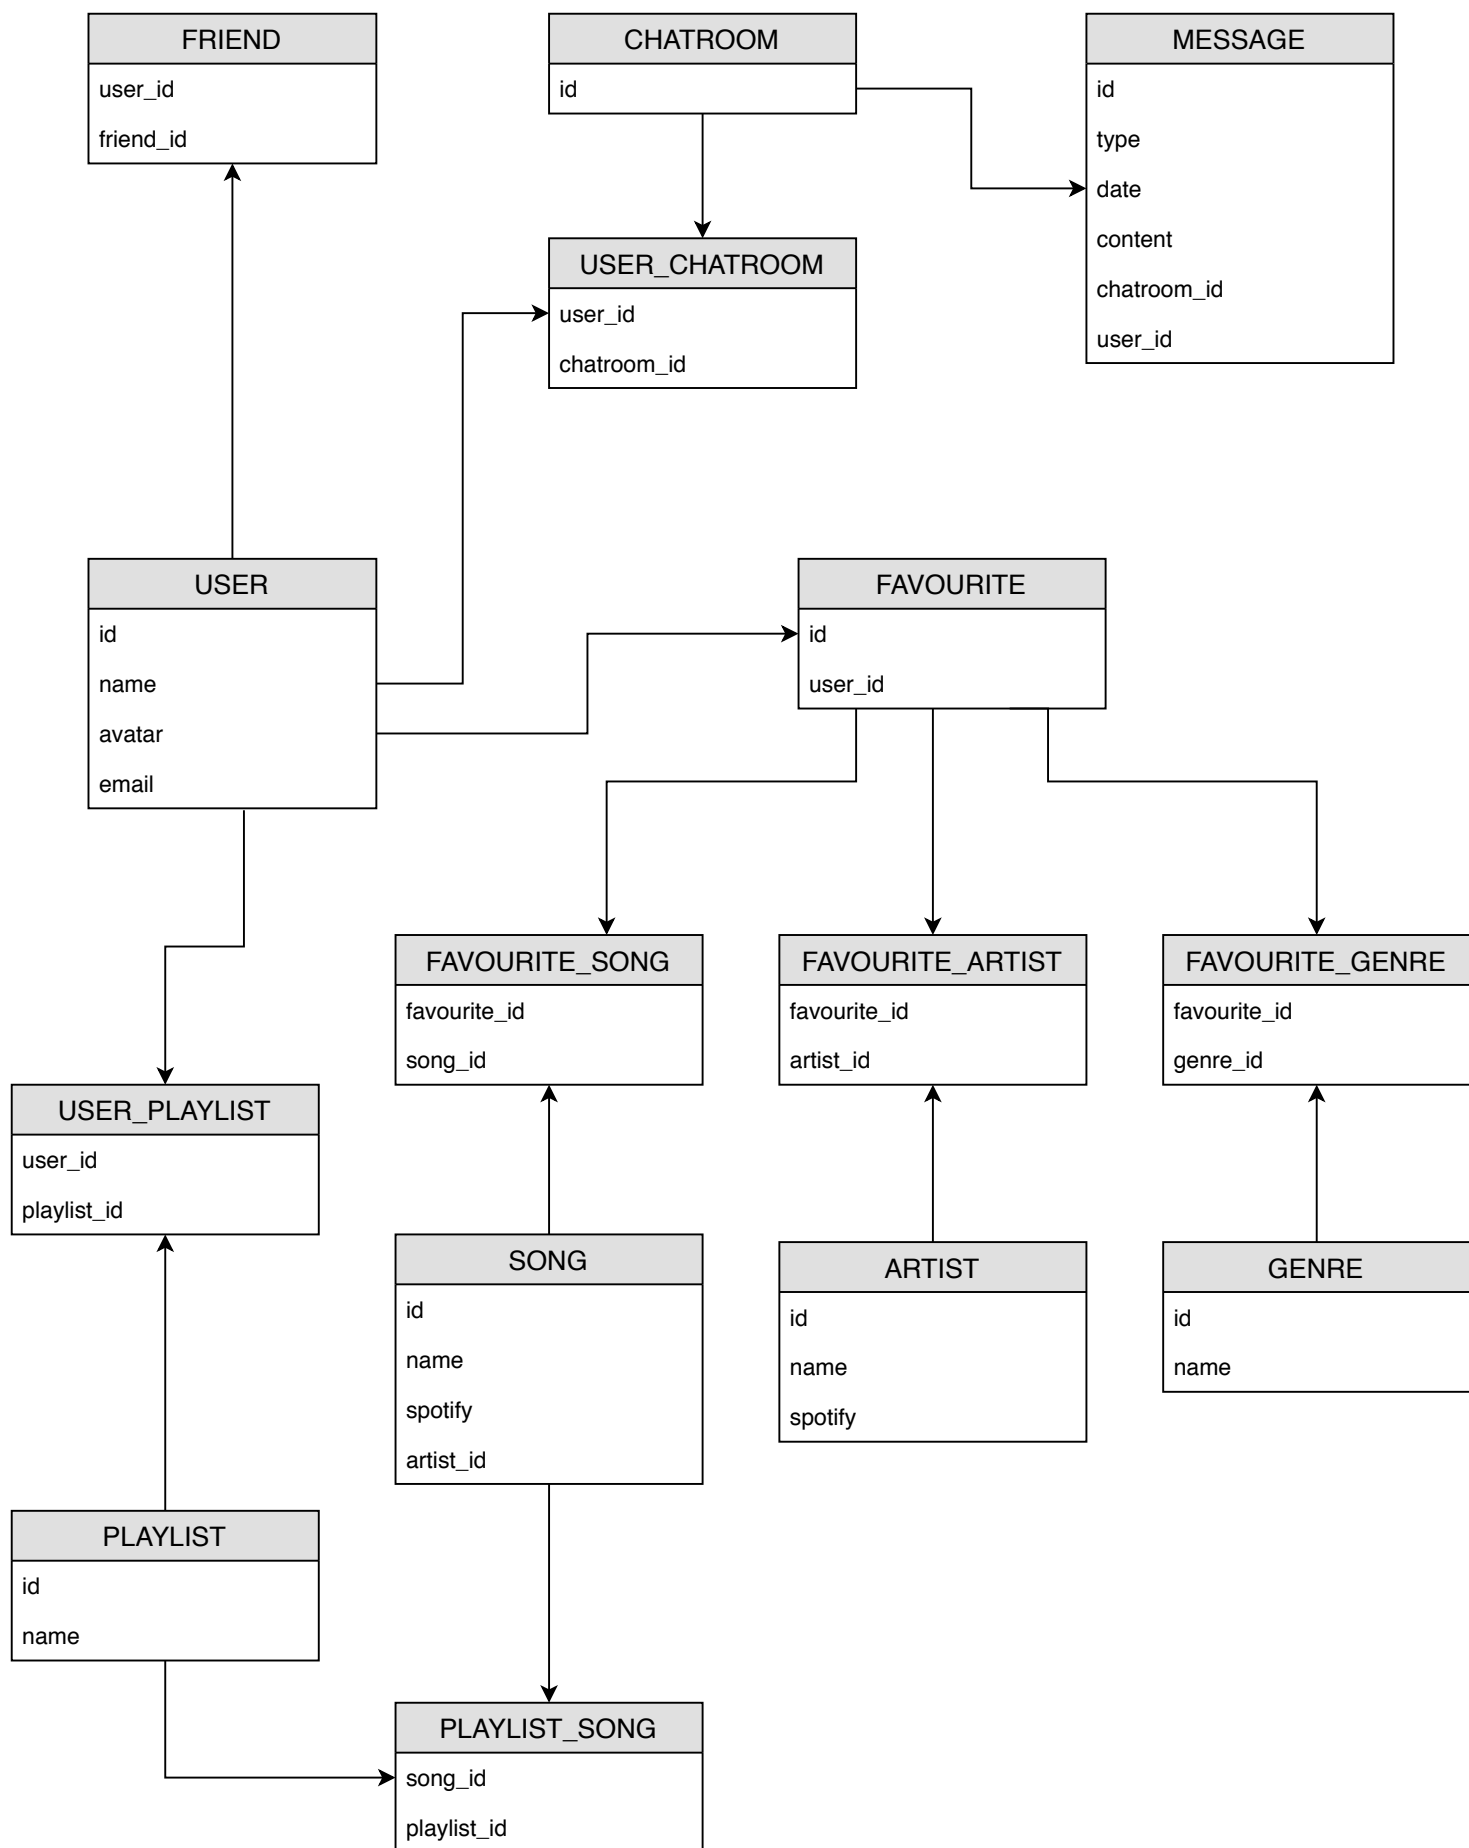 FRIEND
user_id
friend_id
CHATROOM
id
MESSAGE
id
type
date
content
chatroom_id
user_id
USER_CHATROOM
user_id
chatroom_id
USER
id
name
avatar
email
FAVOURITE
id
user_id
FAVOURITE_SONG
favourite_id
song_id
FAVOURITE_ARTIST
favourite_id
artist_id
FAVOURITE_GENRE
favourite_id
genre_id
USER_PLAYLIST
user_id
playlist_id
SONG
id
name
spotify
artist_id
ARTIST
id
name
spotify
GENRE
id
name
PLAYLIST
id
name
PLAYLIST_SONG
song_id
playlist_id